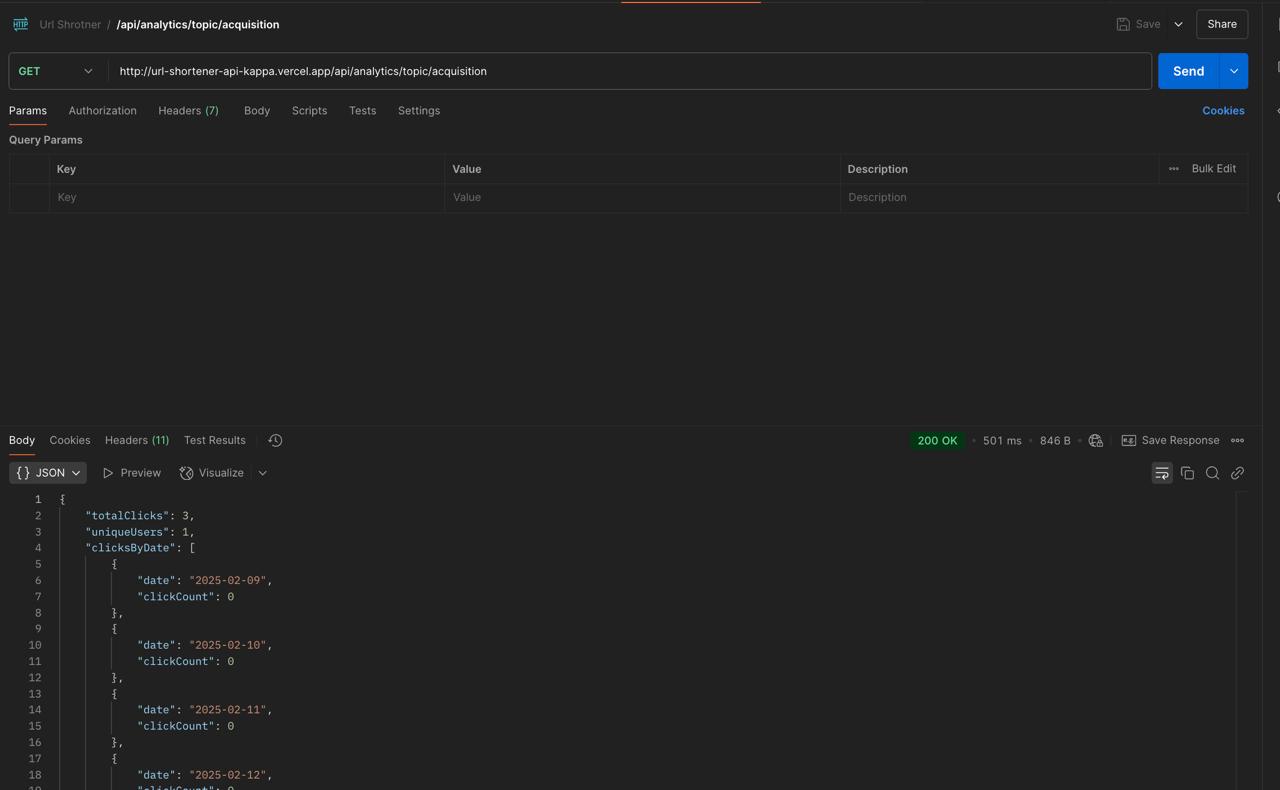 HTTP Url Shrotner / /api/analytics/topic/acquisition Save Share
GET http://url-shortener-api-kappa.vercel.app/api/analytics/topic/acquisition Send
Params Authorization Headers (7) Body Scripts Tests Settings Cookies
Query Params
Key Value Description Bulk Edit
Key Value Description
Body Cookies Headers (11) Test Results 200 OK • 501 ms • 846 B • e.g. Save Response
{} JSON Preview Visualize
1 {
2 "totalClicks": 3,
3 "uniqueUsers": 1,
4 "clicksByDate": [
5 {
6 "date": "2025-02-09",
7 "clickCount": 0
8 },
9 {
10 "date": "2025-02-10",
11 "clickCount": 0
12 },
13 {
14 "date": "2025-02-11",
15 "clickCount": 0
16 },
17 {
18 "date": "2025-02-12",